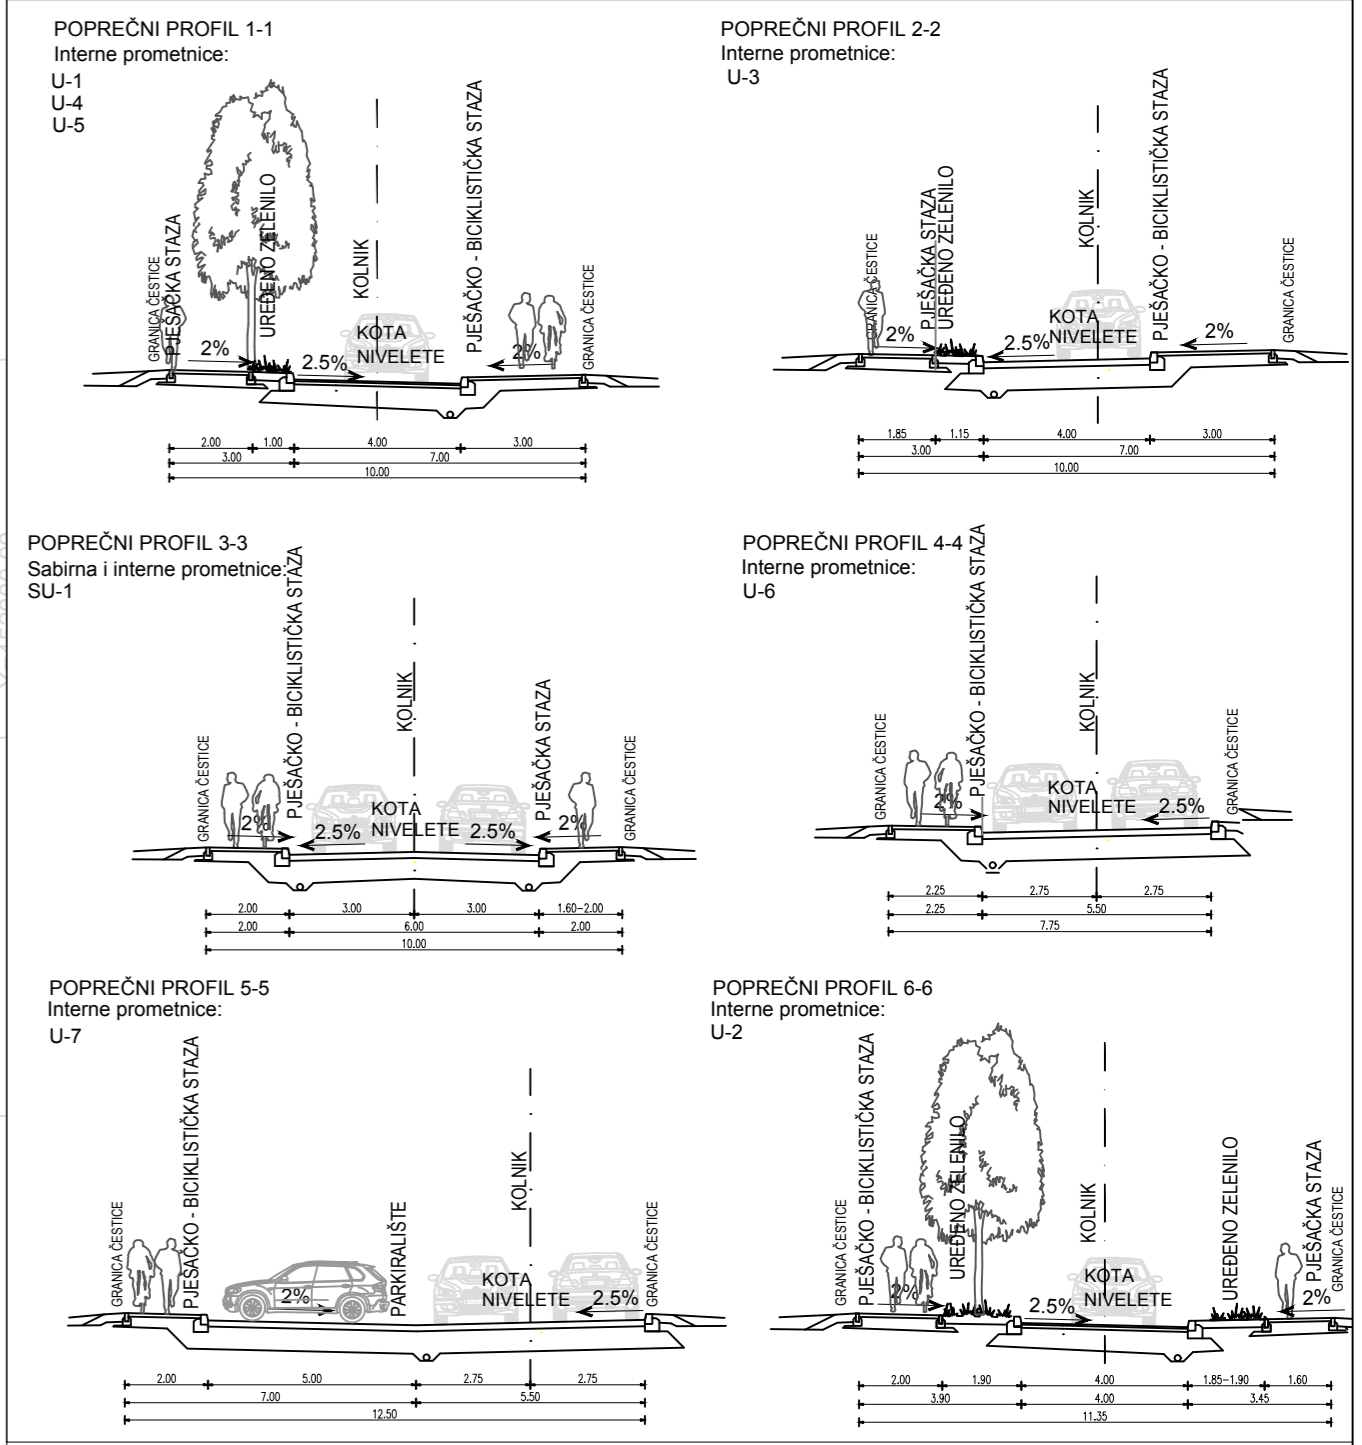 POPREČNI PROFIL 1-1
Interne prometnice:
U-1
U-4
U-5
GRANICA ČESTICE
PJEŠAČKA STAZA
UREĐENO ZELENILO
KOLNIK
PJEŠAČKO - BICIKLISTIČKA STAZA
GRANICA ČESTICE
KOTA
NIVELETE
2%
2.5%
2%
2.00 1.00 4.00 3.00
3.00 7.00
10.00
POPREČNI PROFIL 2-2
Interne prometnice:
U-3
GRANICA ČESTICE
PJEŠAČKA STAZA
UREĐENO ZELENILO
KOLNIK
PJEŠAČKO - BICIKLISTIČKA STAZA
GRANICA ČESTICE
KOTA
NIVELETE
2%
2.5%
2%
1.85 1.15 4.00 3.00
3.00 7.00
10.00
POPREČNI PROFIL 3-3
Sabirna i interne prometnice:
SU-1
GRANICA ČESTICE
PJEŠAČKO - BICIKLISTIČKA STAZA
KOLNIK
PJEŠAČKA STAZA
GRANICA ČESTICE
KOTA
NIVELETE
2%
2.5%
2.5%
2%
2.00 3.00 3.00 1.60-2.00
2.00 6.00 2.00
10.00
POPREČNI PROFIL 4-4
Interne prometnice:
U-6
GRANICA ČESTICE
PJEŠAČKO - BICIKLISTIČKA STAZA
KOLNIK
GRANICA ČESTICE
KOTA
NIVELETE
2%
2.5%
2.25 2.75 2.75
2.25 5.50
7.75
POPREČNI PROFIL 5-5
Interne prometnice:
U-7
GRANICA ČESTICE
PJEŠAČKO - BICIKLISTIČKA STAZA
PARKIRALIŠTE
KOLNIK
GRANICA ČESTICE
KOTA
NIVELETE
2%
2.5%
2.00 5.00 2.75 2.75
7.00 5.50
12.50
POPREČNI PROFIL 6-6
Interne prometnice:
U-2
GRANICA ČESTICE
PJEŠAČKO - BICIKLISTIČKA STAZA
UREĐENO ZELENILO
KOLNIK
UREĐENO ZELENILO
PJEŠAČKA STAZA
GRANICA ČESTICE
KOTA
NIVELETE
2%
2.5%
2%
2.00 1.90 4.00 1.85-1.90 1.60
3.90 4.00 3.45
11.35